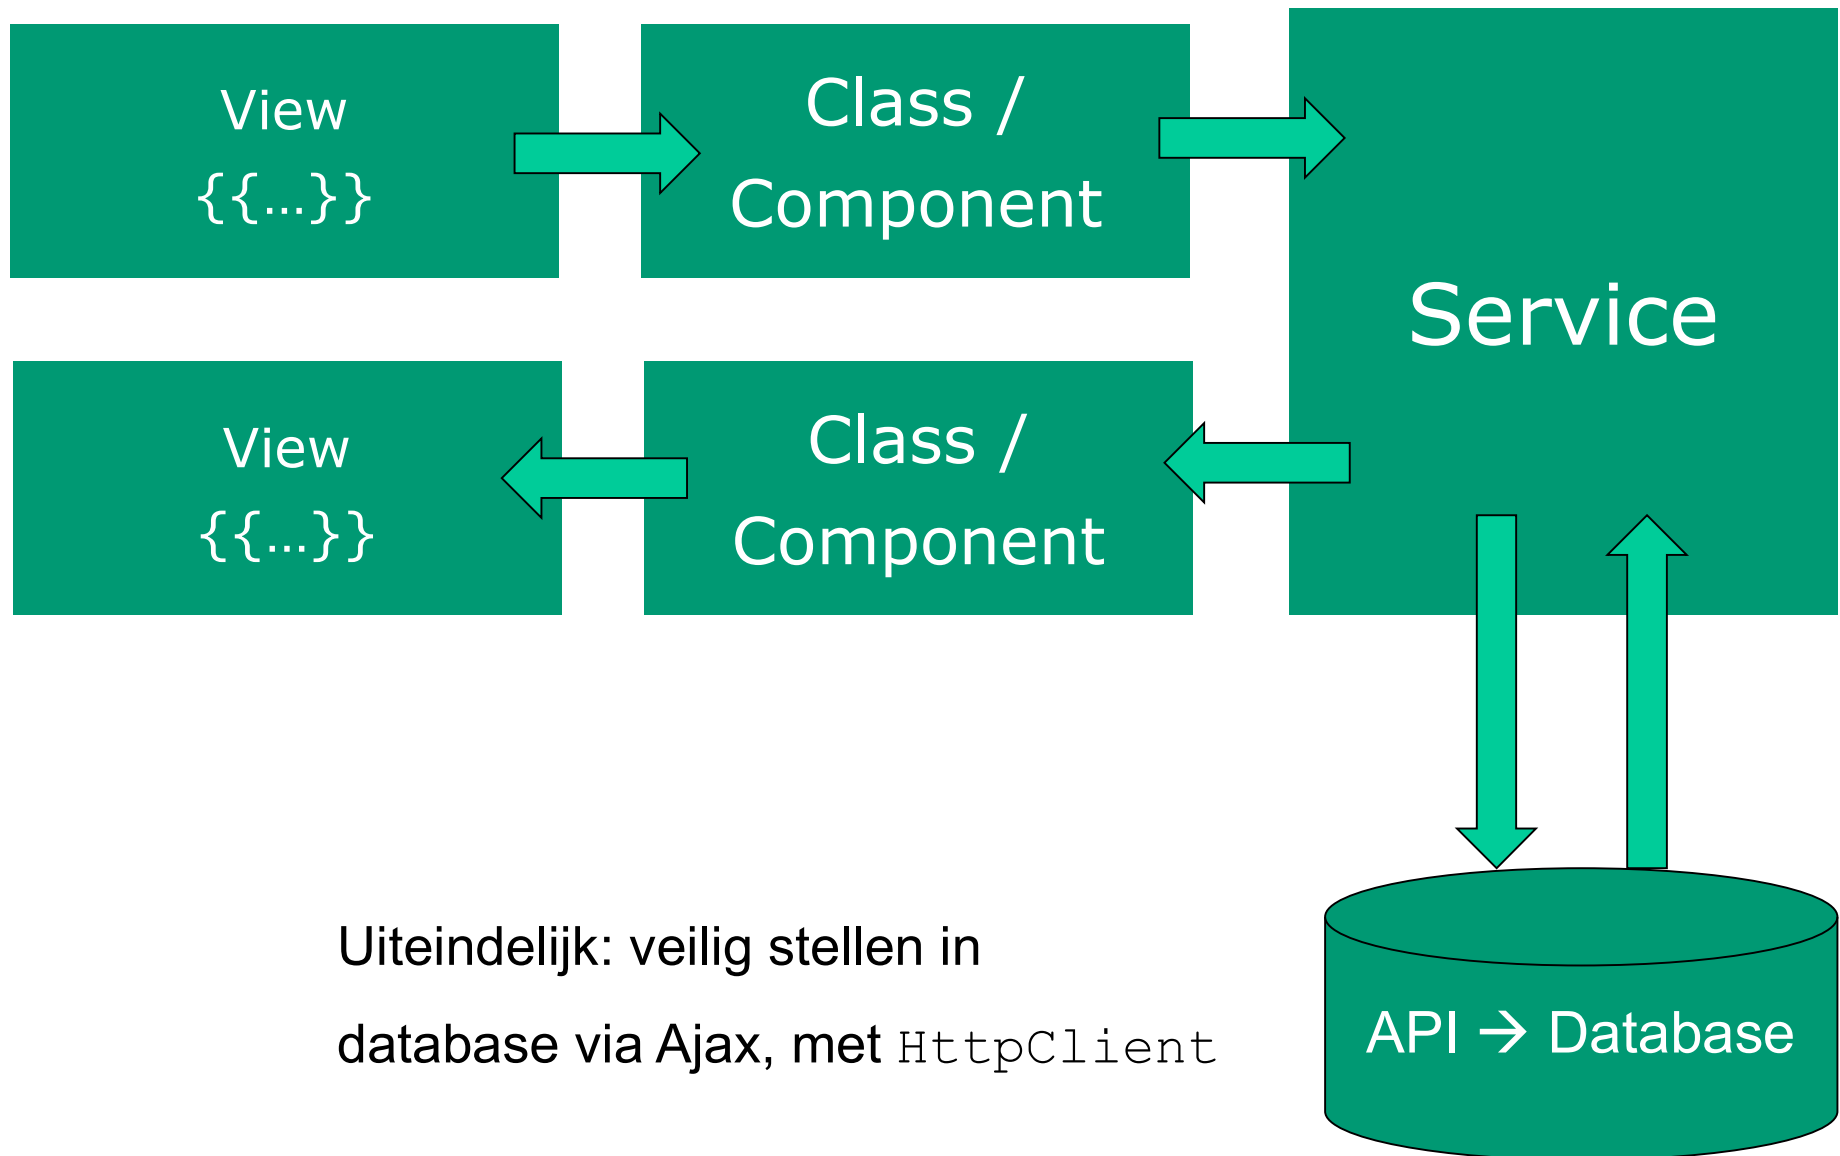 View
{{…}}
Class /
Component
Service
View
{{…}}
Class /
Component
Uiteindelijk: veilig stellen in
database via Ajax, met HttpClient
API → Database